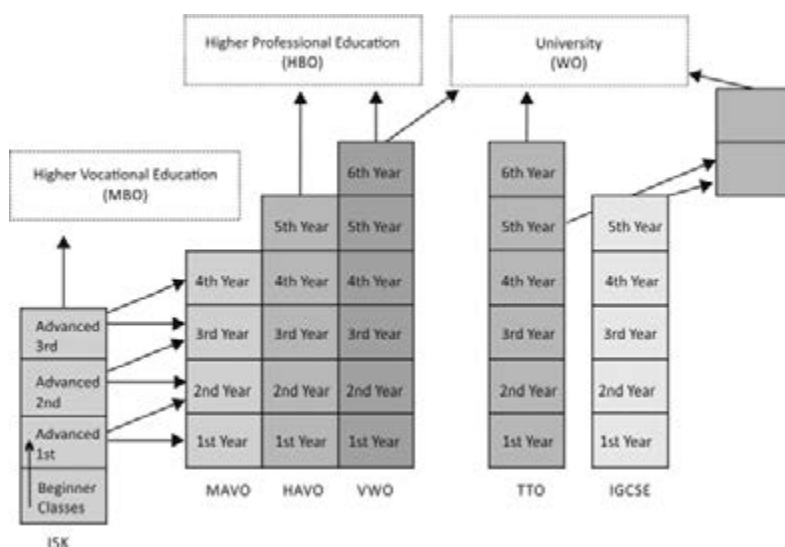 Higher Professional Education
(HBO)
University
(WO)
Higher Vocational Education
(MBO)
6th Year
5th Year
5th Year
4th Year
4th Year
4th Year
3rd Year
3rd Year
3rd Year
2nd Year
2nd Year
2nd Year
1st Year
1st Year
1st Year
Advanced
3rd
Advanced
2nd
Advanced
1st
Beginner
Classes
ISK
MAVO
HAVO
VWO
6th Year
5th Year
5th Year
4th Year
4th Year
3rd Year
3rd Year
2nd Year
2nd Year
1st Year
1st Year
TTO
IGCSE